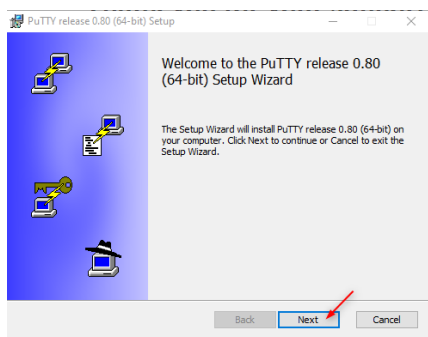 PuTTY release 0.80 (64-bit) Setup
Welcome to the PuTTY release 0.80
(64-bit) Setup Wizard
The Setup Wizard will install PuTTY release 0.80 (64-bit) on
your computer. Click Next to continue or Cancel to exit the
Setup Wizard.
Back Next Cancel